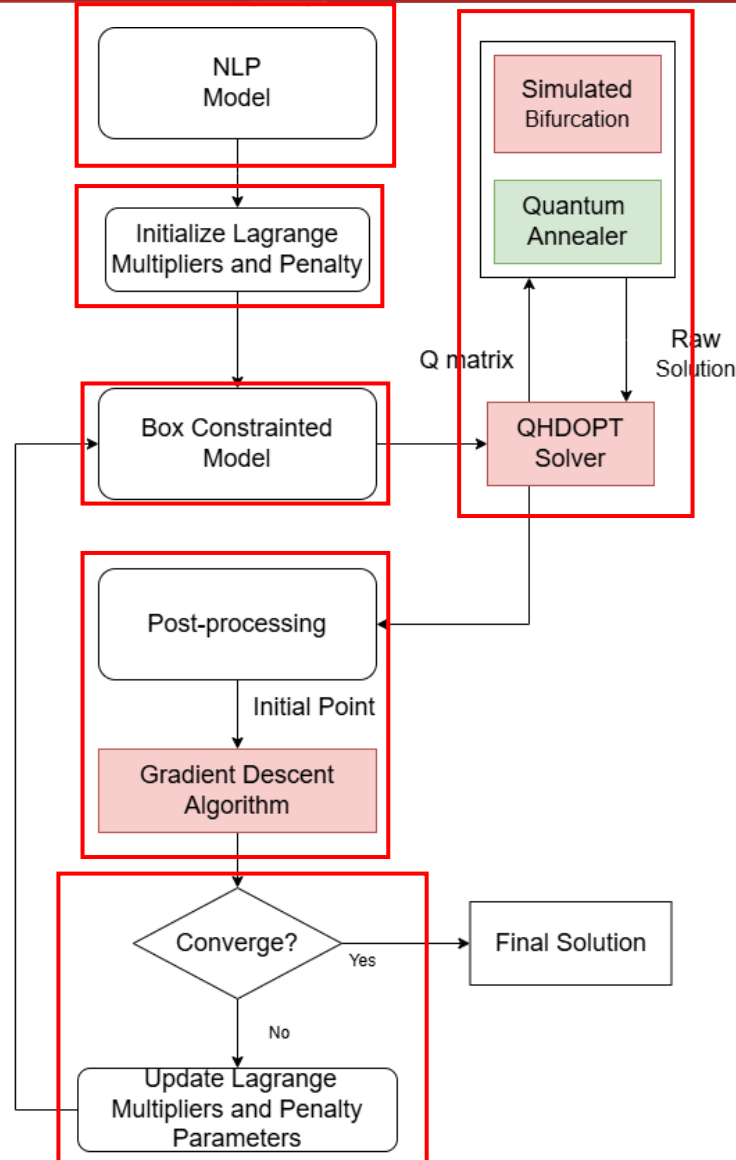 NLP
Model
Initialize Lagrange
Multipliers and Penalty
Box Constrainted
Model
Simulated
Bifurcation
Quantum
Annealer
Q matrix
Raw
Solution
QHDOPT
Solver
Post-processing
Initial Point
Gradient Descent
Algorithm
Converge?
Yes
Final Solution
No
Update Lagrange
Multipliers and Penalty
Parameters